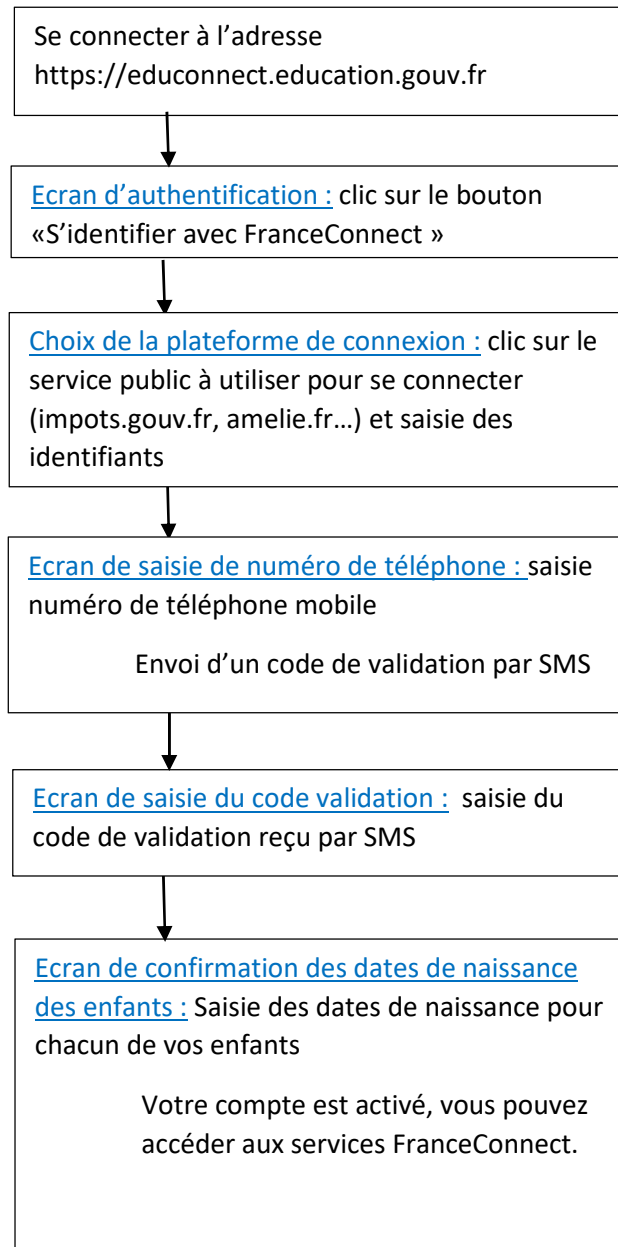 Se connecter à l’adresse
https://educonnect.education.gouv.fr
Ecran d’authentification : clic sur le bouton
«S’identifier avec FranceConnect »
Choix de la plateforme de connexion : clic sur le
service public à utiliser pour se connecter
(impots.gouv.fr, amelie.fr…) et saisie des
identifiants
Ecran de saisie de numéro de téléphone : saisie
numéro de téléphone mobile
Envoi d’un code de validation par SMS
Ecran de saisie du code validation : saisie du
code de validation reçu par SMS
Ecran de confirmation des dates de naissance
des enfants : Saisie des dates de naissance pour
chacun de vos enfants
Votre compte est activé, vous pouvez
accéder aux services FranceConnect.